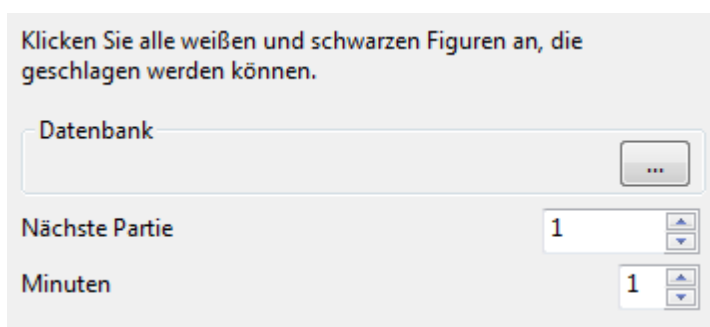 Klicken Sie alle weißen und schwarzen Figuren an, die
geschlagen werden können.
Datenbank
...
Nächste Partie 1
Minuten 1